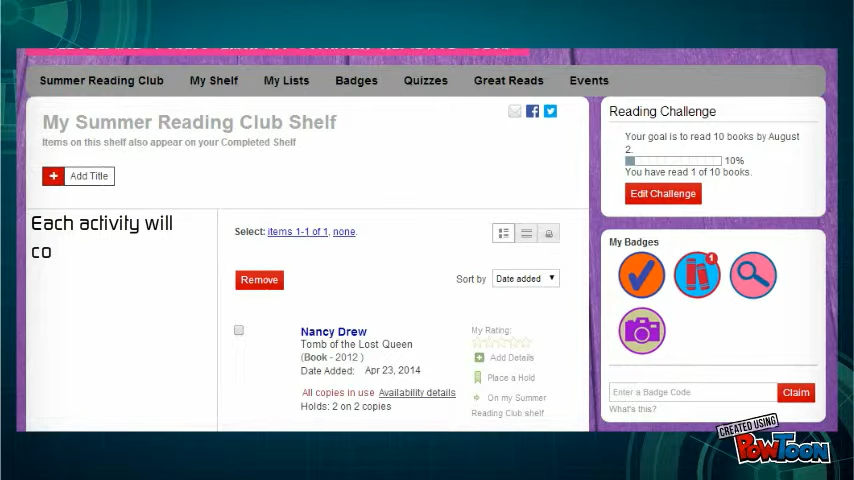 Summer Reading Club My Shelf My Lists Badges Quizzes Great Reads Events
My Summer Reading Club Shelf
Items on this shelf also appear on your Completed Shelf
+ Add Title
Each activity will
co
Select: items 1-1 of 1, none.
Remove
Sort by Date added
Nancy Drew
Tomb of the Lost Queen
(Book - 2012 )
Date Added: Apr 23, 2014
All copies in use Availability details
Holds: 2 on 2 copies
My Rating:
Add Details
Place a Hold
On my Summer
Reading Club shelf
Reading Challenge
Your goal is to read 10 books by August
2.
10%
You have read 1 of 10 books.
Edit Challenge
My Badges
1
Enter a Badge Code Claim
What's this?
CREATED USING
POWTOON